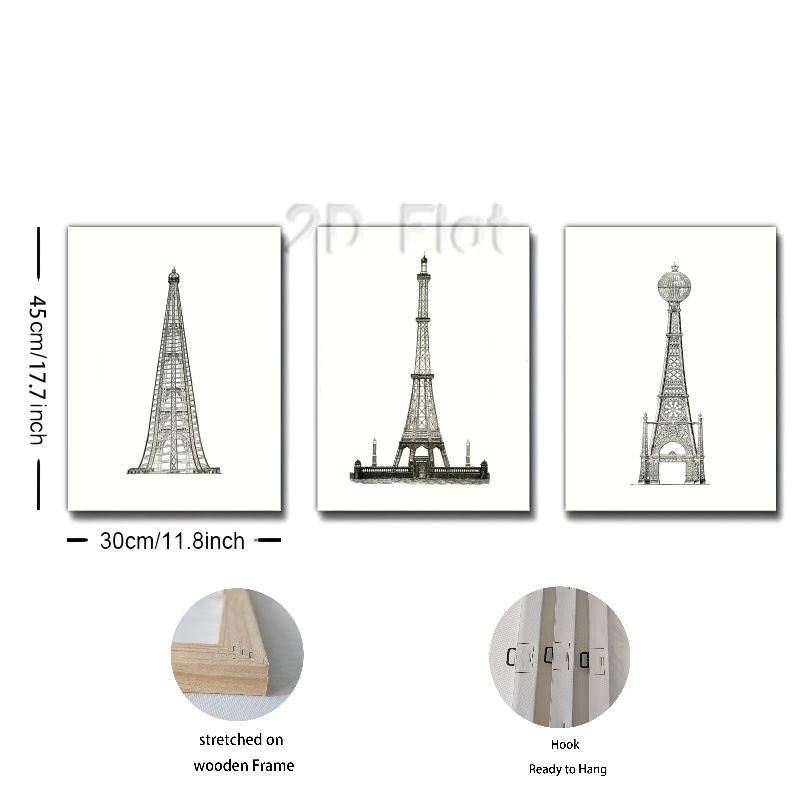 2D Flat
45cm/17.7inch
30cm/11.8inch
stretched on
wooden Frame
Hook
Ready to Hang